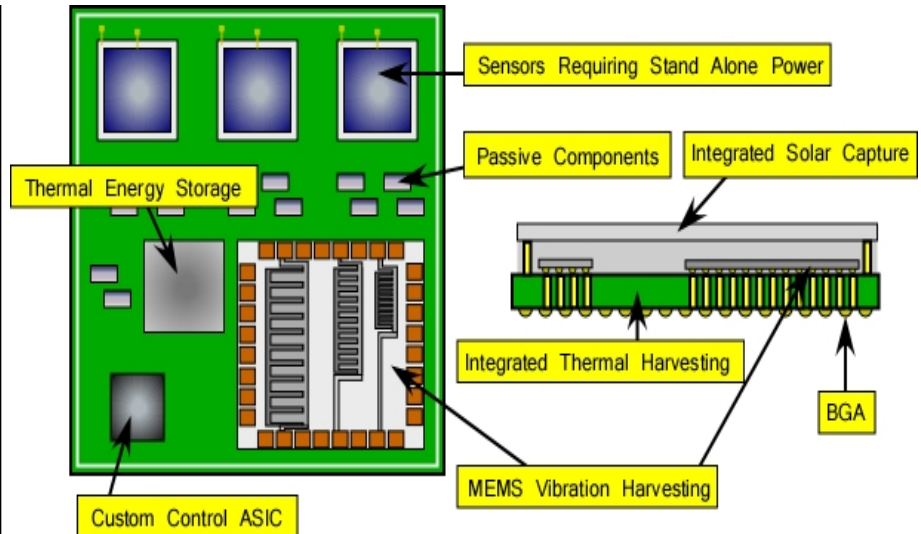 Sensors Requiring Stand Alone Power
Passive Components
Integrated Solar Capture
Thermal Energy Storage
Integrated Thermal Harvesting
BGA
MEMS Vibration Harvesting
Custom Control ASIC